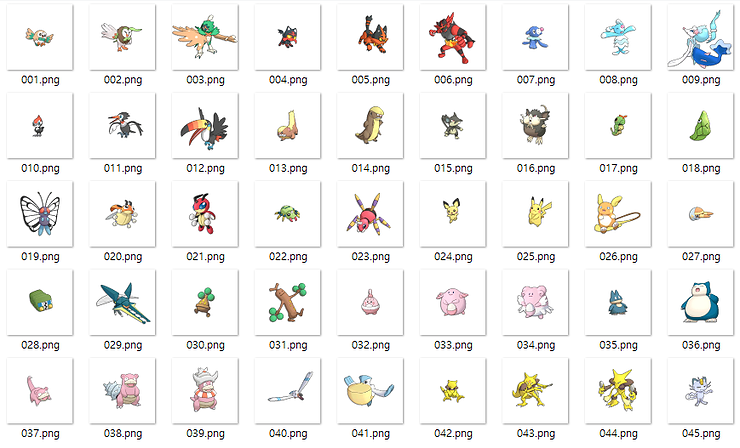 001.png 002.png 003.png 004.png 005.png 006.png 007.png 008.png 009.png
010.png 011.png 012.png 013.png 014.png 015.png 016.png 017.png 018.png
019.png 020.png 021.png 022.png 023.png 024.png 025.png 026.png 027.png
028.png 029.png 030.png 031.png 032.png 033.png 034.png 035.png 036.png
037.png 038.png 039.png 040.png 041.png 042.png 043.png 044.png 045.png